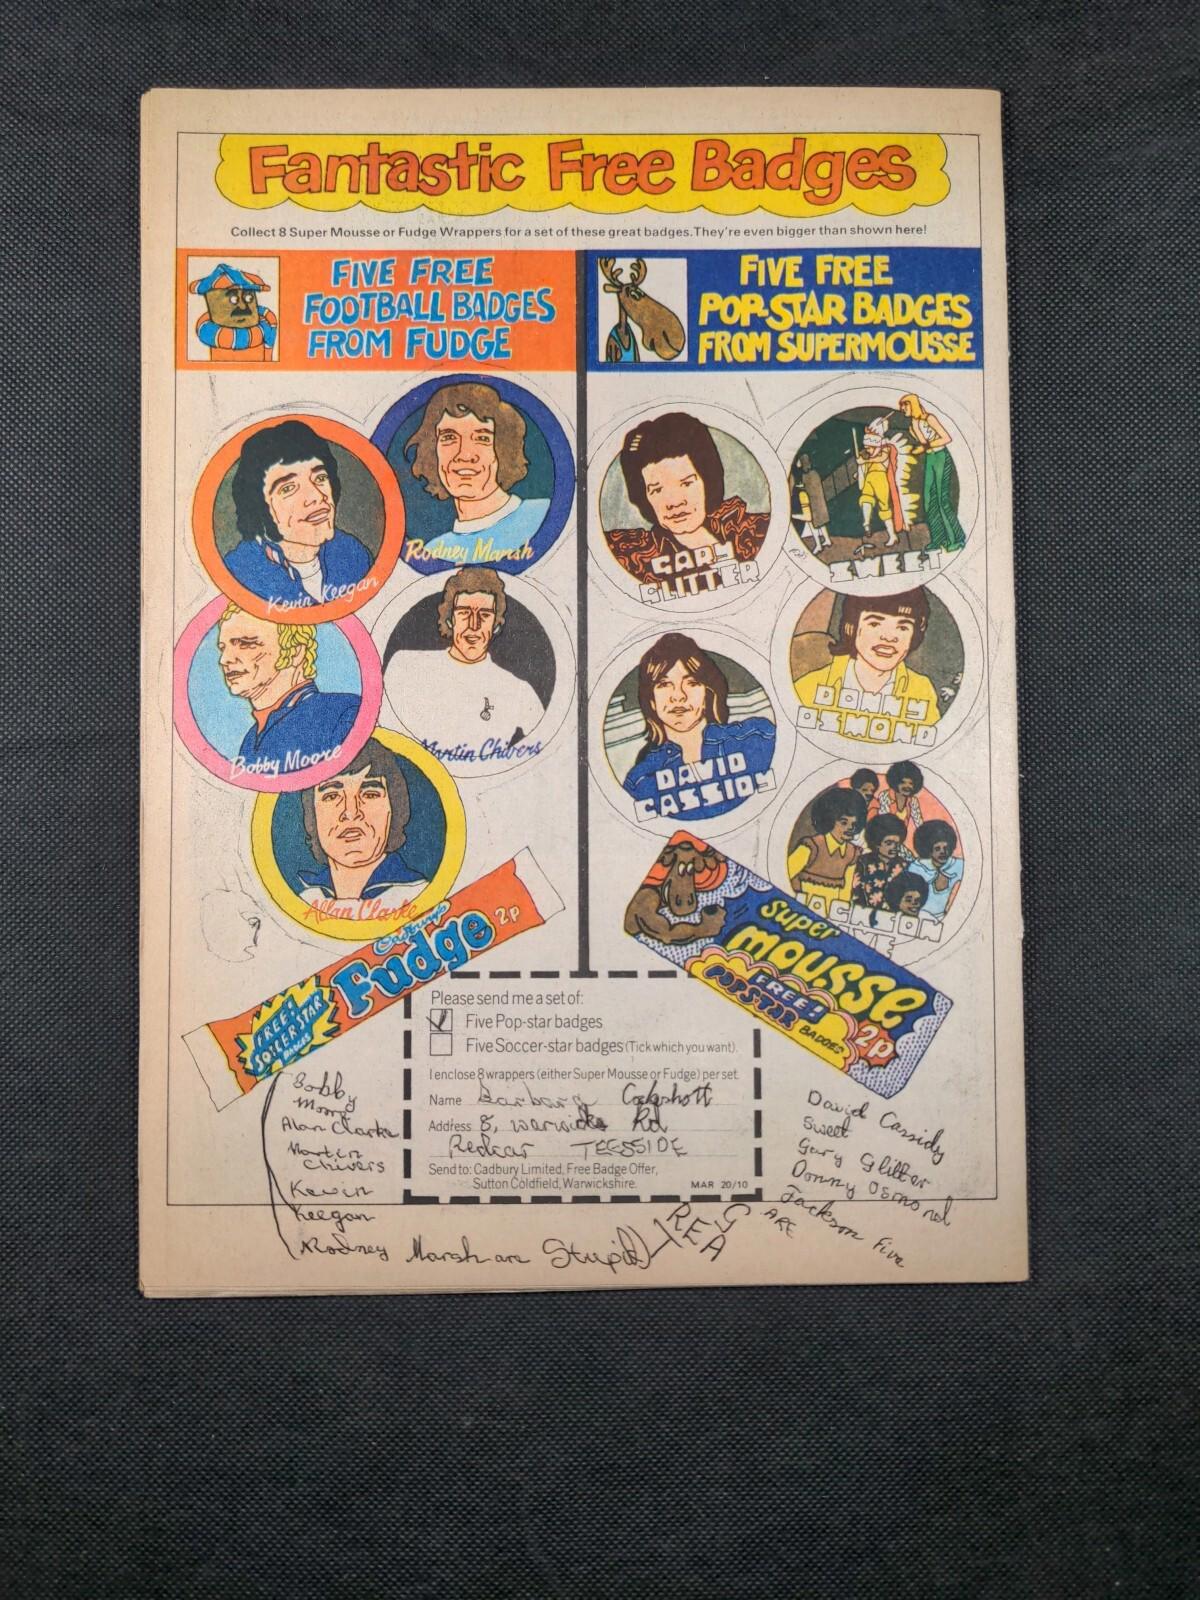 Fantastic Free Badges
Collect 8 Super Mousse or Fudge Wrappers for a set of these great badges. They're even bigger than shown here!
FIVE FREE
FOOTBALL BADGES
FROM FUDGE
Rodney Marsh
Kevin Keegan
Bobby Moore
Martin Chivers
Allan Clarke
Cadbury's
Fudge 2p
FREE!
SOCCER STAR
BADGES
FIVE FREE
POP-STAR BADGES
FROM SUPERMOUSSE
GARY
GLITTER
SWEET
DONNY
OSMOND
DAVID
CASSIDY
JACKSON
FIVE
Super
mousse
FREE!
POPSTAR BADGES
2p
Please send me a set of:
Five Pop-star badges
Five Soccer-star badges (Tick which you want).
I enclose 8 wrappers (either Super Mousse or Fudge) per set.
Name Barbara
Address 8, Rd
Redcar TEESSIDE
Send to: Cadbury Limited, Free Badge Offer,
Sutton Coldfield, Warwickshire. MAR 20/10
Bobby
Alan Clarke
Marten
Chivers
Kevin
Keegan
Rodney Marsh are Stupid
David Cassidy
Sweet
Gary Glitter
Donny Osmond
Jackson Five
ARE